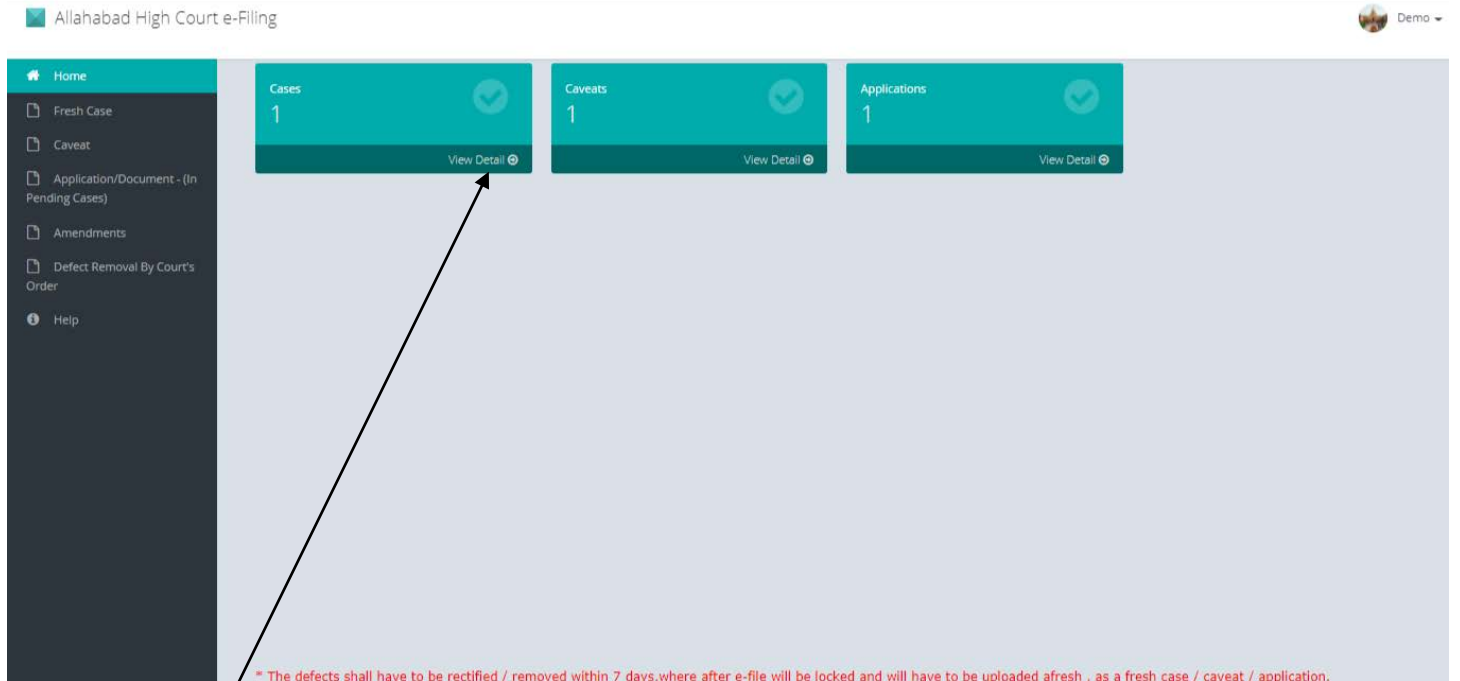 Allahabad High Court e-Filing
Demo
Home
Fresh Case
Caveat
Application/Document - (In
Pending Cases)
Amendments
Defect Removal By Court's
Order
Help
Cases
1
View Detail
Caveats
1
View Detail
Applications
1
View Detail
* The defects shall have to be rectified / removed within 7 days,where after e-file will be locked and will have to be uploaded afresh , as a fresh case / caveat / application.